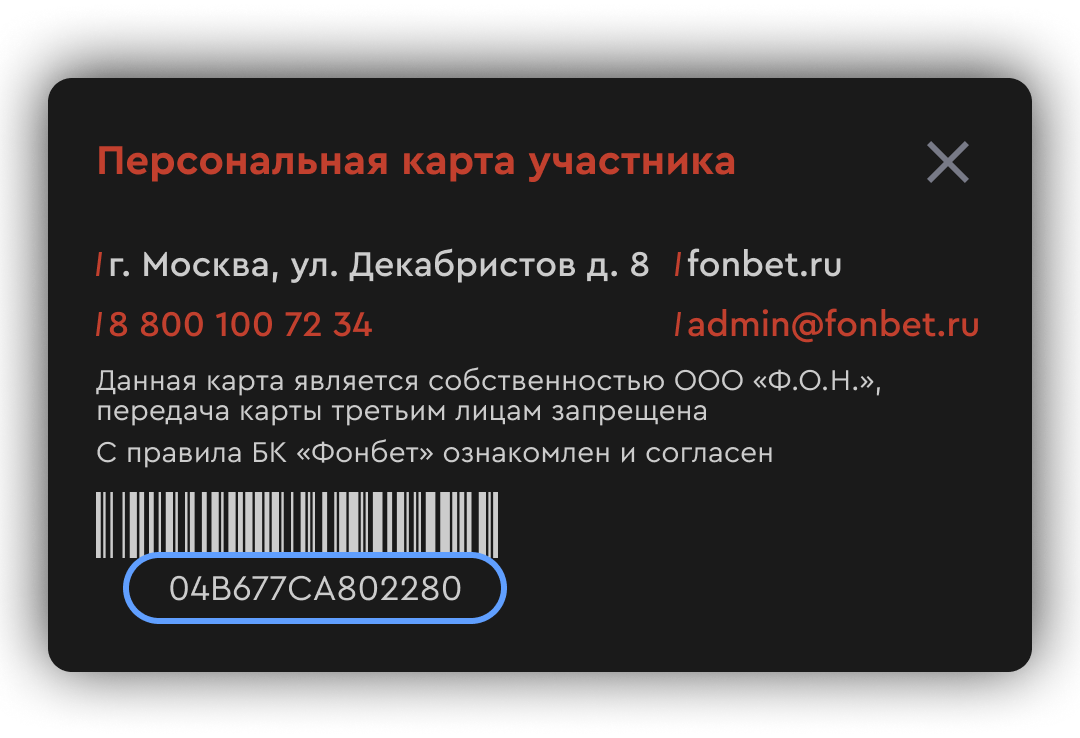 Персональная карта участника
/г. Москва, ул. Декабристов д. 8 /fonbet.ru
/8 800 100 72 34 /admin@fonbet.ru
Данная карта является собственностью ООО «Ф.О.Н.»,
передача карты третьим лицам запрещена
С правила БК «Фонбет» ознакомлен и согласен
04B677CA802280